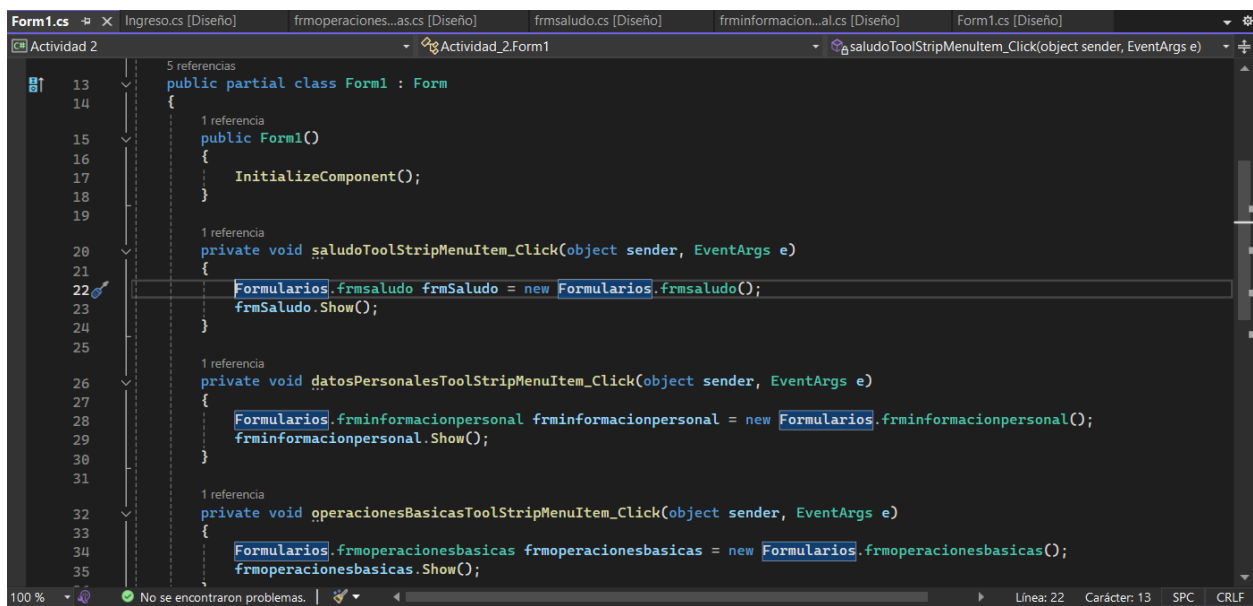 Form1.cs Ingreso.cs [Diseño] frmoperaciones...as.cs [Diseño] frmsaludo.cs [Diseño] frminformacion...al.cs [Diseño] Form1.cs [Diseño]
C# Actividad 2 Actividad_2.Form1 saludoToolStripMenuItem_Click(object sender, EventArgs e)
5 referencias
13 public partial class Form1 : Form
14 {
1 referencia
15 public Form1()
16 {
17 InitializeComponent();
18 }
19
1 referencia
20 private void saludoToolStripMenuItem_Click(object sender, EventArgs e)
21 {
22 Formularios.frmsaludo frmSaludo = new Formularios.frmsaludo();
23 frmSaludo.Show();
24 }
25
1 referencia
26 private void datosPersonalesToolStripMenuItem_Click(object sender, EventArgs e)
27 {
28 Formularios.frminformacionpersonal frminformacionpersonal = new Formularios.frminformacionpersonal();
29 frminformacionpersonal.Show();
30 }
31
1 referencia
32 private void operacionesBasicasToolStripMenuItem_Click(object sender, EventArgs e)
33 {
34 Formularios.frmoperacionesbasicas frmoperacionesbasicas = new Formularios.frmoperacionesbasicas();
35 frmoperacionesbasicas.Show();
100 % No se encontraron problemas. Línea: 22 Carácter: 13 SPC CRLF